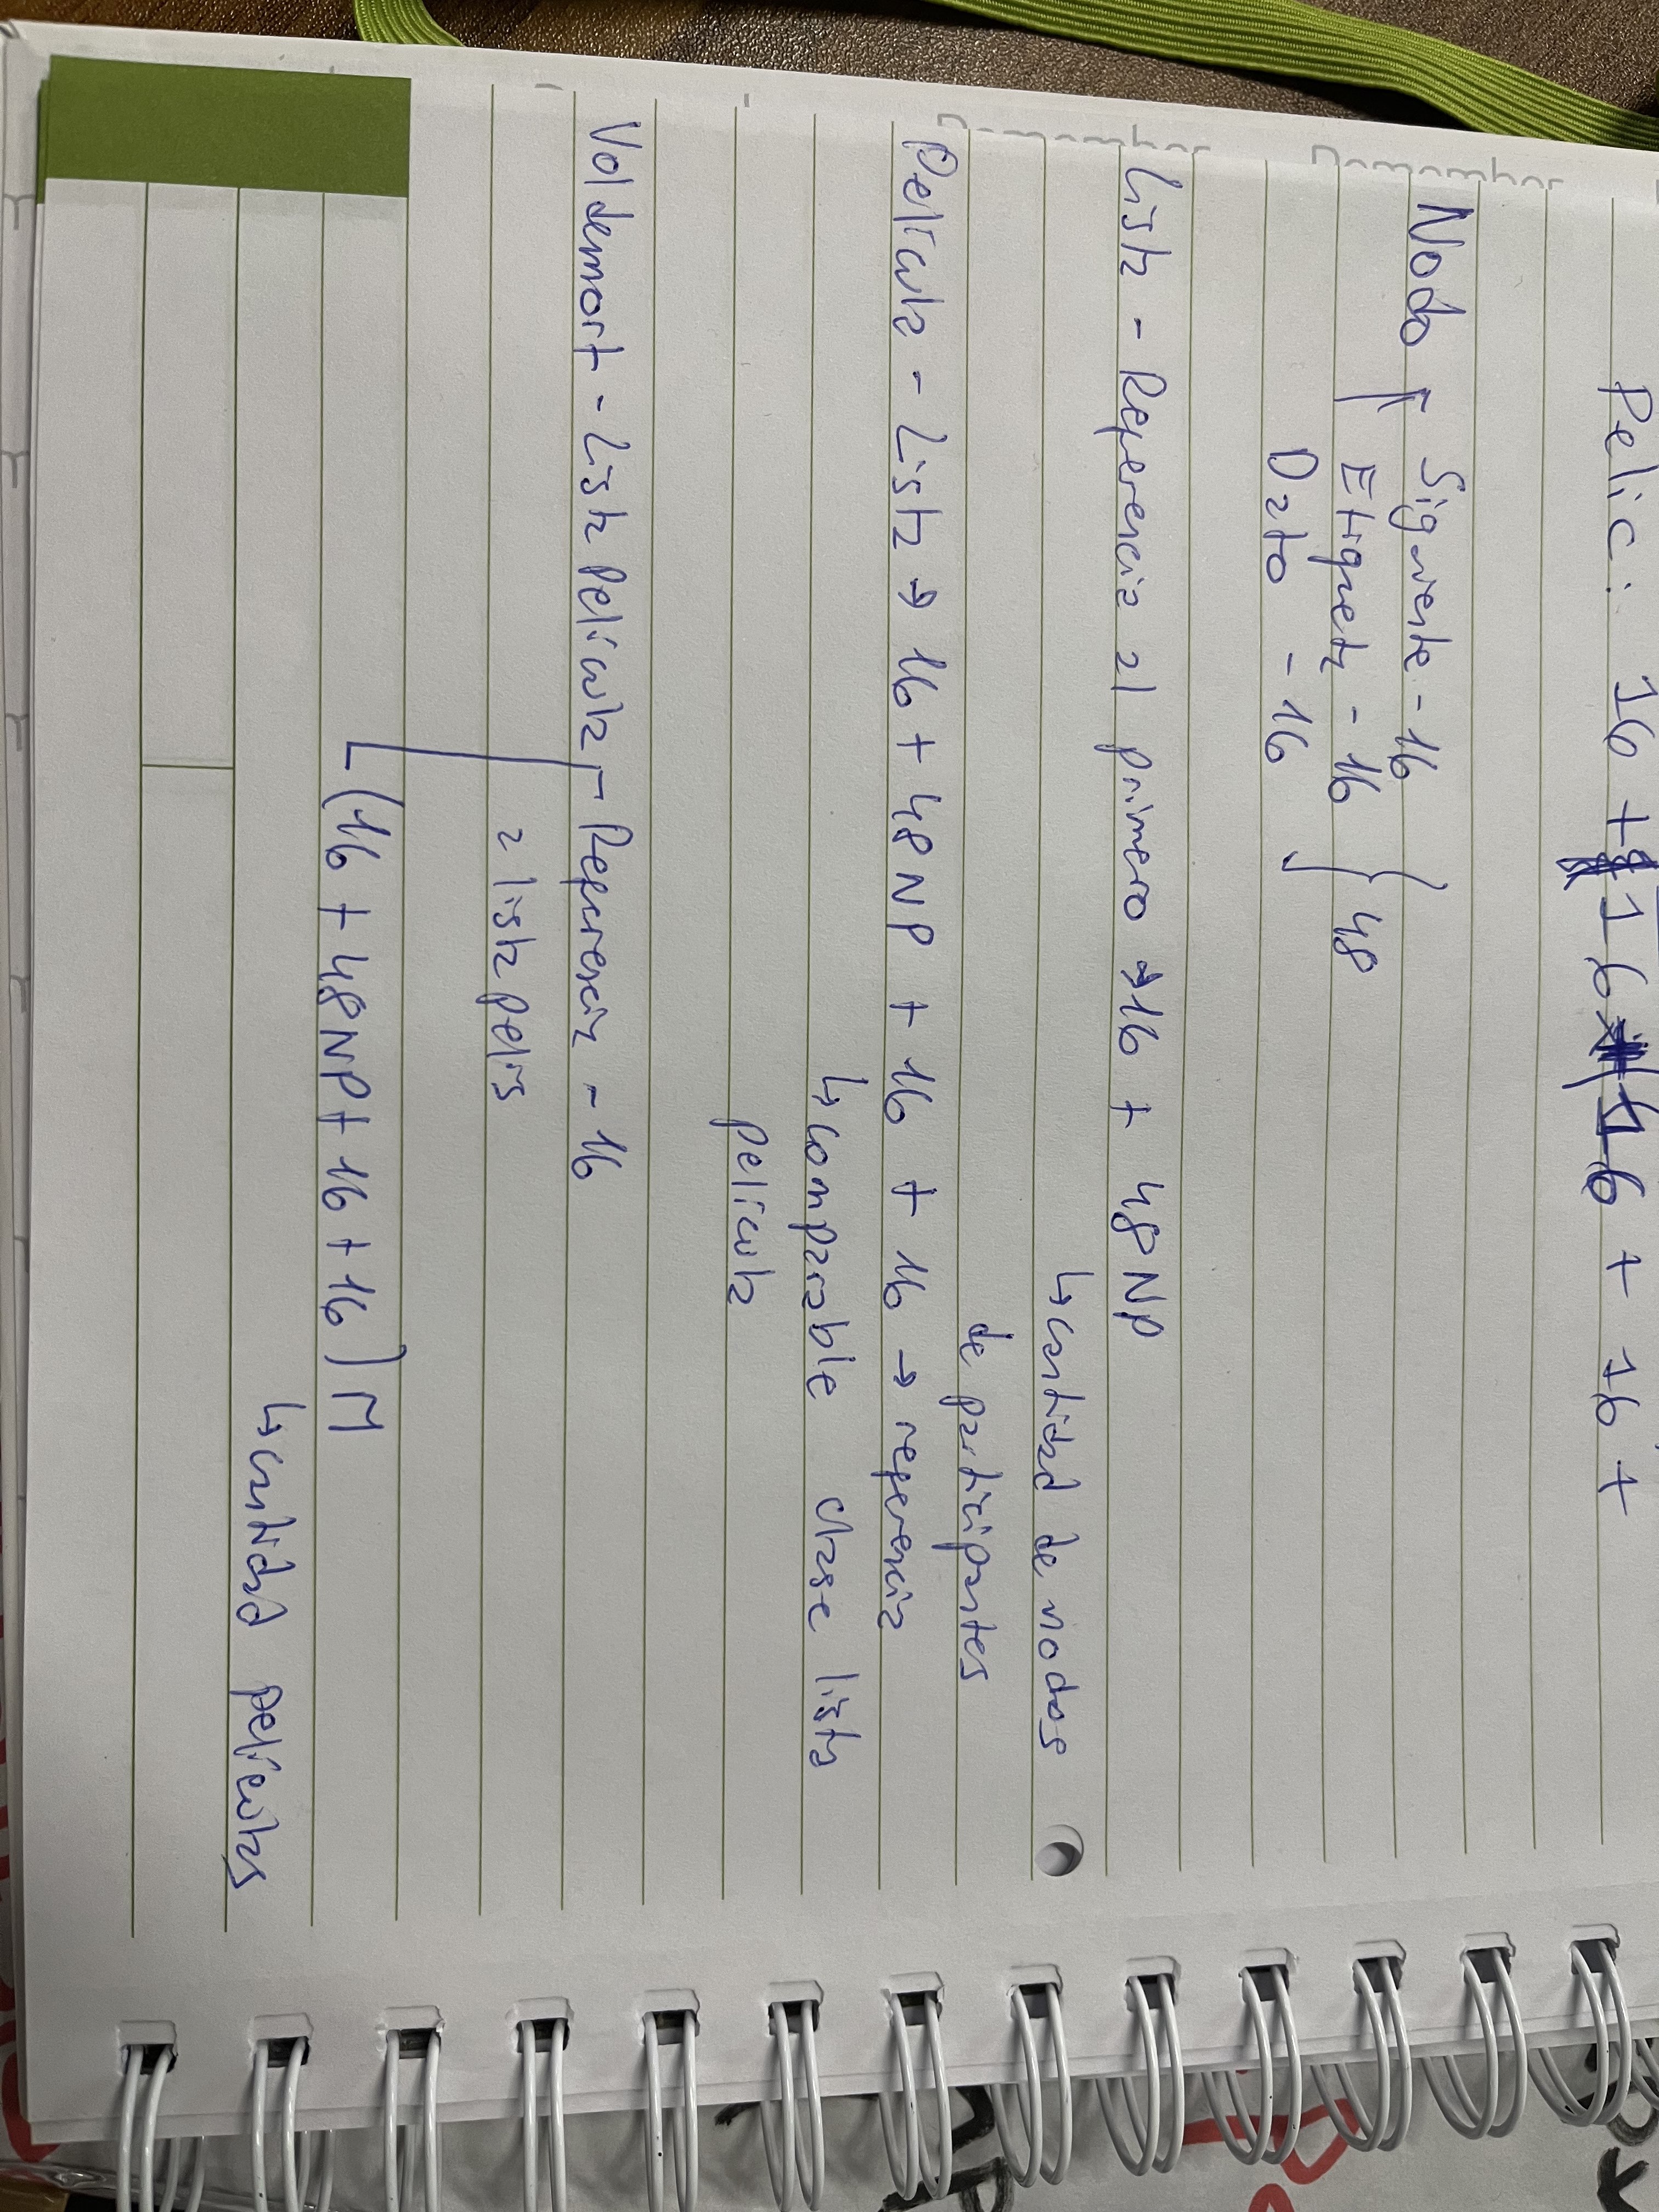 Pelic: 16 + 16 16 + 16 +
Nodo Siguiente - 16
Etiqueta - 16 } 48
Dato - 16
Lista - Referencia al primero → 16 + 48NP
↳ cantidad de nodos
de participantes
Pelicula - Lista → 16 + 48NP + 16 + 16 → referencia
↳ comparable clase lista
pelicula
Voldemort - Lista Pelicula Referencia - 16
a lista pelis
(16 + 48NP + 16 + 16) M
↳ cantidad peliculas